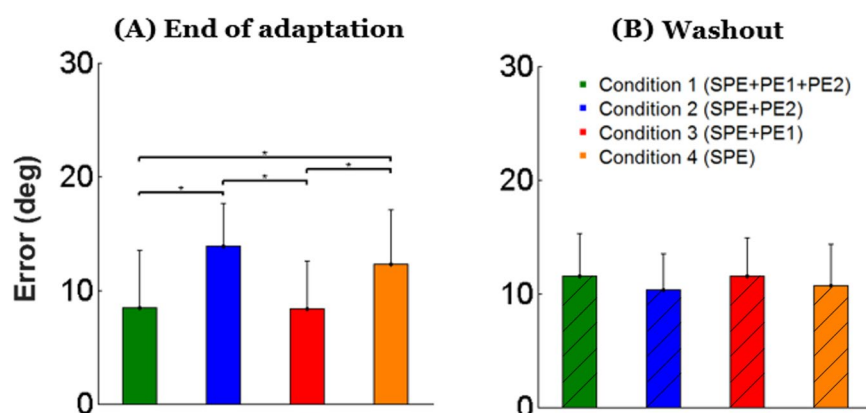 (A) End of adaptation
Error (deg)
30
20
10
0
*
*
*
*
(B) Washout
30
20
10
0
Condition 1 (SPE+PE1+PE2)
Condition 2 (SPE+PE2)
Condition 3 (SPE+PE1)
Condition 4 (SPE)